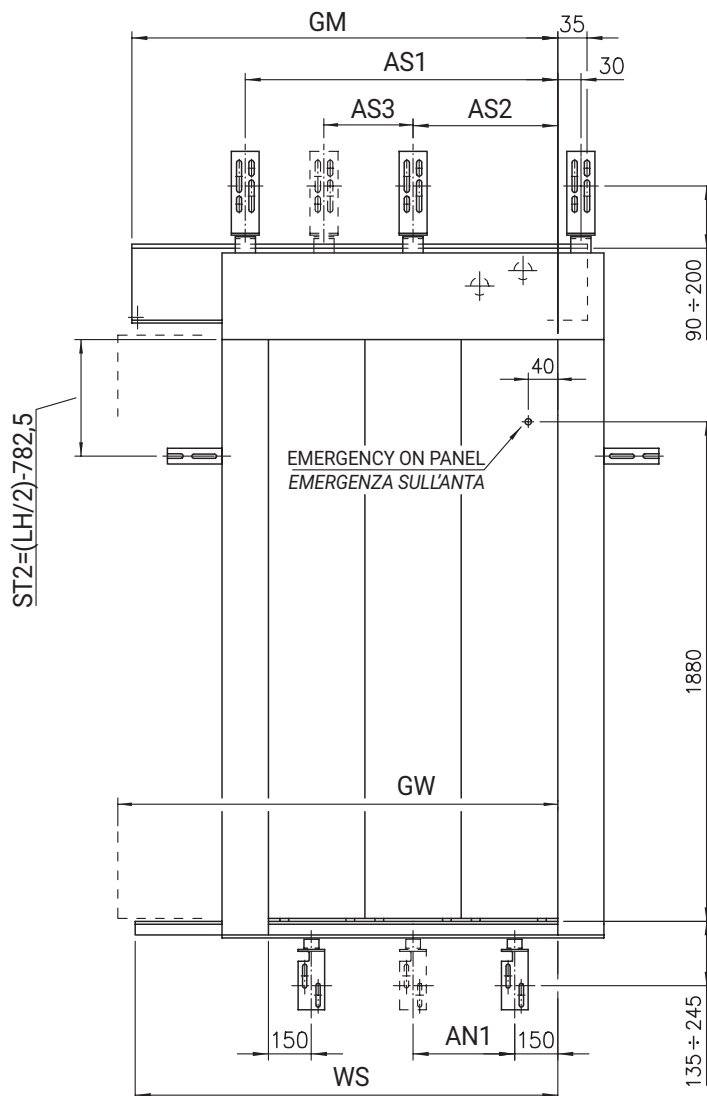 GM
35
AS1
30
AS3
AS2
90 ÷ 200
40
ST2=(LH/2)-782,5
EMERGENCY ON PANEL
EMERGENZA SULL'ANTA
1880
GW
150
AN1
150
135 ÷ 245
WS